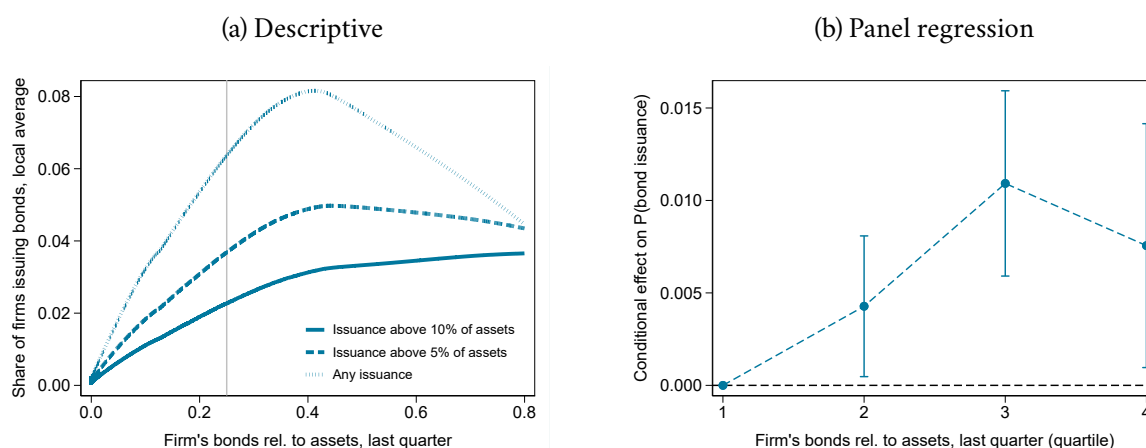 (a) Descriptive
Share of firms issuing bonds, local average
0.08
0.06
0.04
0.02
0.00
Issuance above 10% of assets
Issuance above 5% of assets
Any issuance
0.0 0.2 0.4 0.6 0.8
Firm's bonds rel. to assets, last quarter
(b) Panel regression
Conditional effect on P(bond issuance)
0.015
0.010
0.005
0.000
1 2 3 4
Firm's bonds rel. to assets, last quarter (quartile)